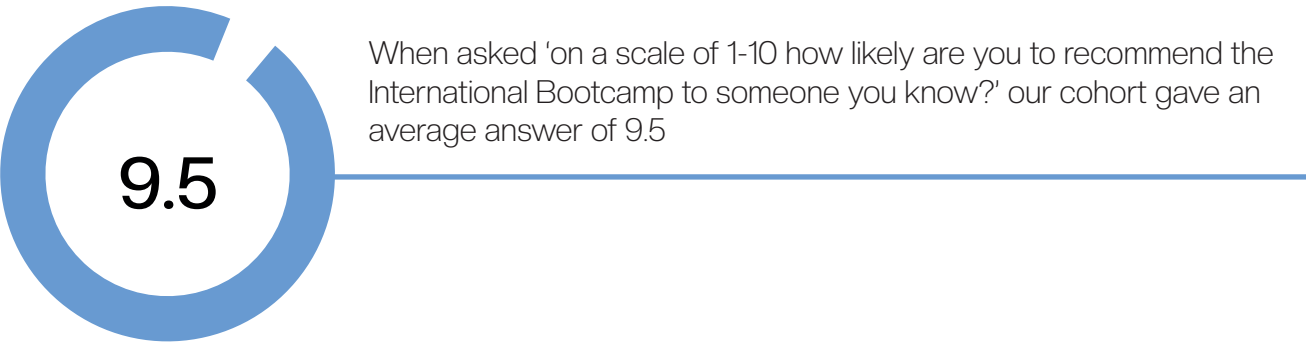 When asked ‘on a scale of 1-10 how likely are you to recommend the
International Bootcamp to someone you know?’ our cohort gave an
average answer of 9.5
9.5